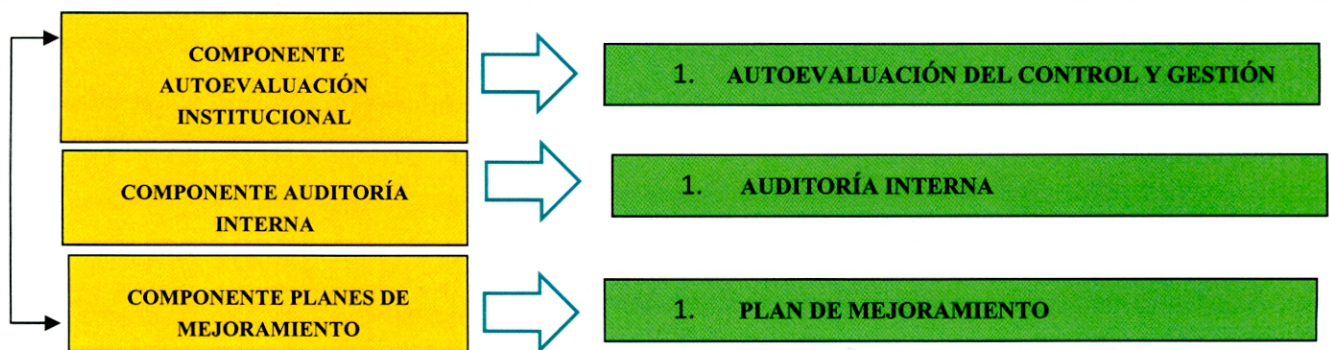 COMPONENTE
AUTOEVALUACIÓN
INSTITUCIONAL
1. AUTOEVALUACIÓN DEL CONTROL Y GESTIÓN
COMPONENTE AUDITORÍA
INTERNA
1. AUDITORÍA INTERNA
COMPONENTE PLANES DE
MEJORAMIENTO
1. PLAN DE MEJORAMIENTO